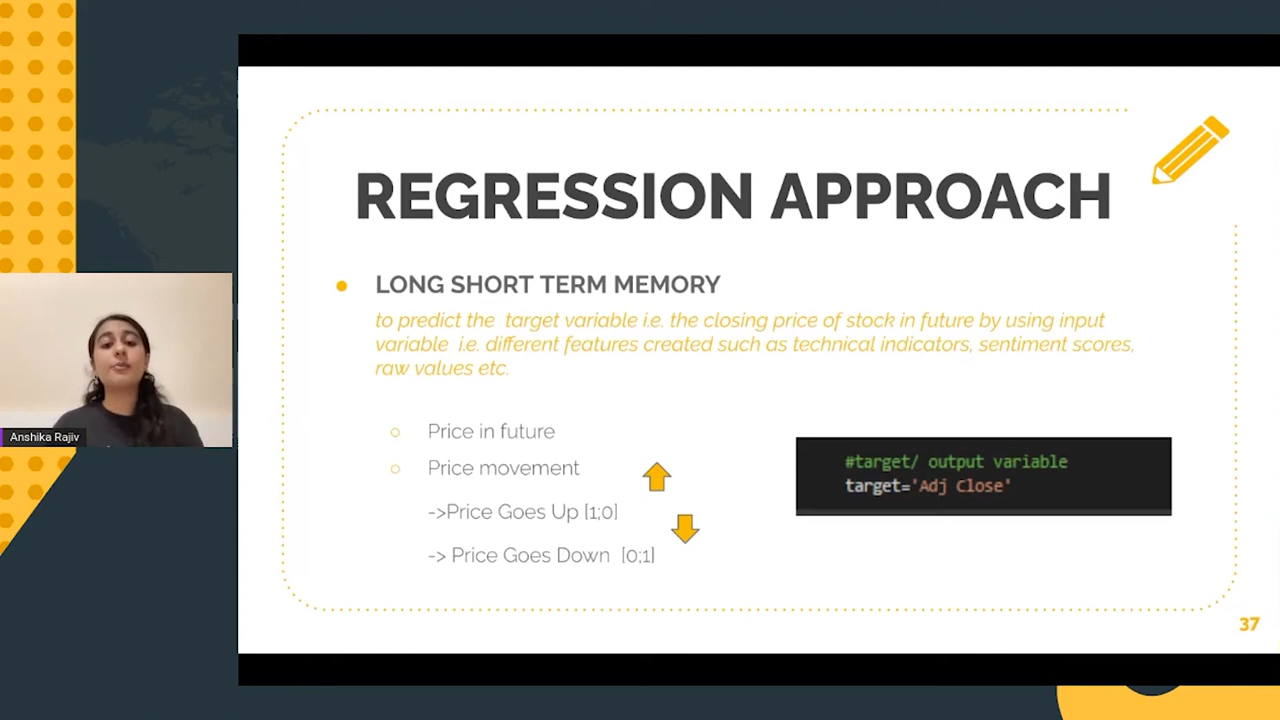 REGRESSION APPROACH
LONG SHORT TERM MEMORY
to predict the target variable i.e. the closing price of stock in future by using input
variable i.e. different features created such as technical indicators, sentiment scores,
raw values etc.
Price in future
Price movement
->Price Goes Up [1;0]
-> Price Goes Down [0;1]
#target/ output variable
target='Adj Close'
37
Anshika Rajiv